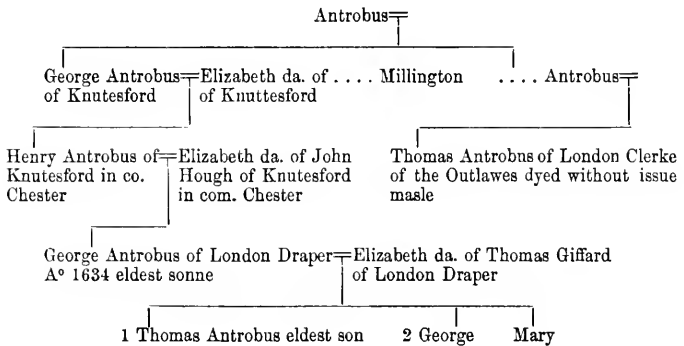 Antrobus
George Antrobus Elizabeth da. of .... Millington .... Antrobus
of Knutesford of Knuttesford
Henry Antrobus of Elizabeth da. of John Thomas Antrobus of London Clerke
Knutesford in co. Hough of Knutesford of the Outlawes dyed without issue
Chester in com. Chester masle
George Antrobus of London Draper Elizabeth da. of Thomas Giffard
Aº 1634 eldest sonne of London Draper
1 Thomas Antrobus eldest son 2 George Mary